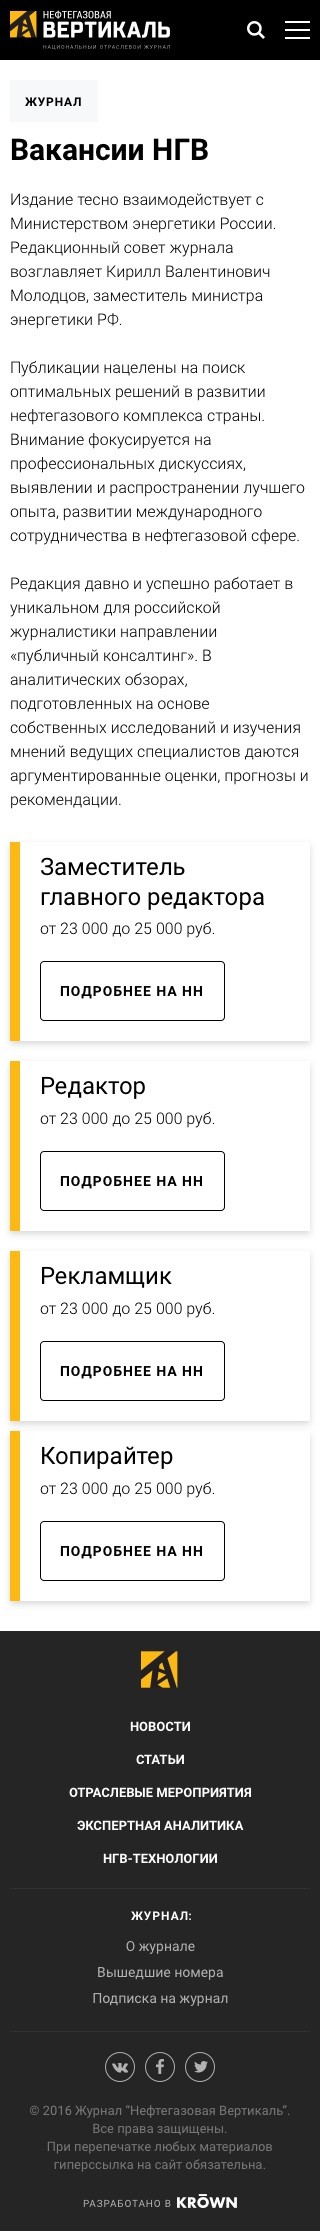 НЕФТЕГАЗОВАЯ
ВЕРТИКАЛЬ
НАЦИОНАЛЬНЫЙ ОТРАСЛЕВОЙ ЖУРНАЛ
ЖУРНАЛ
Вакансии НГВ
Издание тесно взаимодействует с
Министерством энергетики России.
Редакционный совет журнала
возглавляет Кирилл Валентинович
Молодцов, заместитель министра
энергетики РФ.
Публикации нацелены на поиск
оптимальных решений в развитии
нефтегазового комплекса страны.
Внимание фокусируется на
профессиональных дискуссиях,
выявлении и распространении лучшего
опыта, развитии международного
сотрудничества в нефтегазовой сфере.
Редакция давно и успешно работает в
уникальном для российской
журналистики направлении
«публичный консалтинг». В
аналитических обзорах,
подготовленных на основе
собственных исследований и изучения
мнений ведущих специалистов даются
аргументированные оценки, прогнозы и
рекомендации.
Заместитель
главного редактора
от 23 000 до 25 000 руб.
ПОДРОБНЕЕ НА HH
Редактор
от 23 000 до 25 000 руб.
ПОДРОБНЕЕ НА HH
Рекламщик
от 23 000 до 25 000 руб.
ПОДРОБНЕЕ НА HH
Копирайтер
от 23 000 до 25 000 руб.
ПОДРОБНЕЕ НА HH
НОВОСТИ
СТАТЬИ
ОТРАСЛЕВЫЕ МЕРОПРИЯТИЯ
ЭКСПЕРТНАЯ АНАЛИТИКА
НГВ-ТЕХНОЛОГИИ
ЖУРНАЛ:
О журнале
Вышедшие номера
Подписка на журнал
© 2016 Журнал “Нефтегазовая Вертикаль”.
Все права защищены.
При перепечатке любых материалов
гиперссылка на сайт обязательна.
РАЗРАБОТАНО В KRŌWN